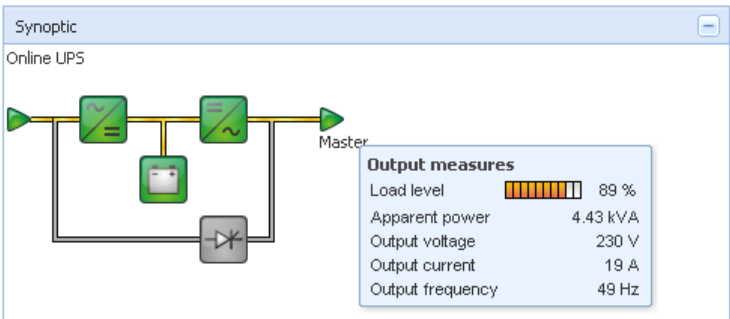 Synoptic
Online UPS
Master
Output measures
Load level 89 %
Apparent power 4.43 kVA
Output voltage 230 V
Output current 19 A
Output frequency 49 Hz